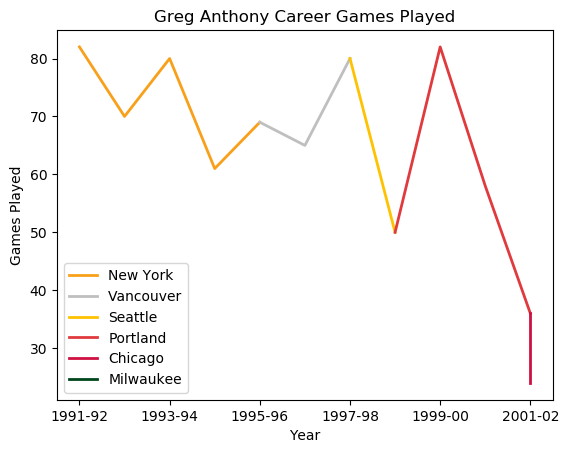 Greg Anthony Career Games Played
80
70
60
50
40
30
Games Played
New York
Vancouver
Seattle
Portland
Chicago
Milwaukee
1991-92 1993-94 1995-96 1997-98 1999-00 2001-02
Year